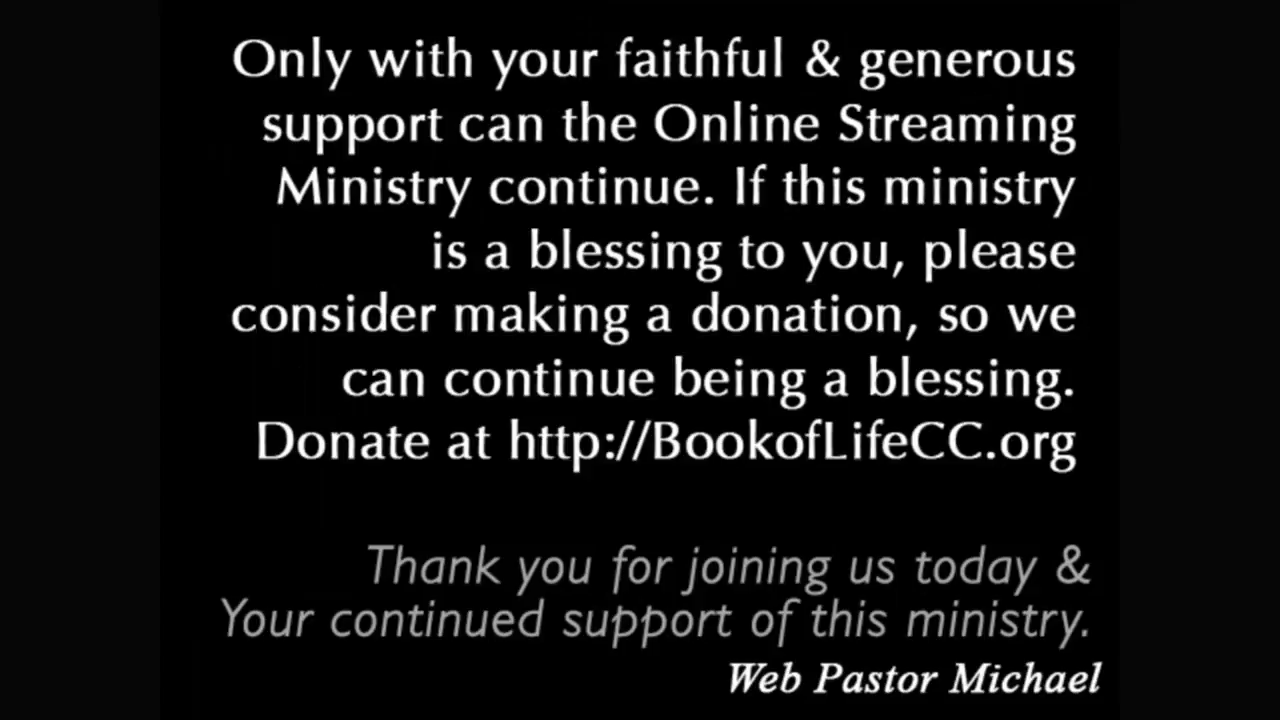 Only with your faithful & generous
support can the Online Streaming
Ministry continue. If this ministry
is a blessing to you, please
consider making a donation, so we
can continue being a blessing.
Donate at http://BookofLifeCC.org
Thank you for joining us today &
Your continued support of this ministry.
Web Pastor Michael